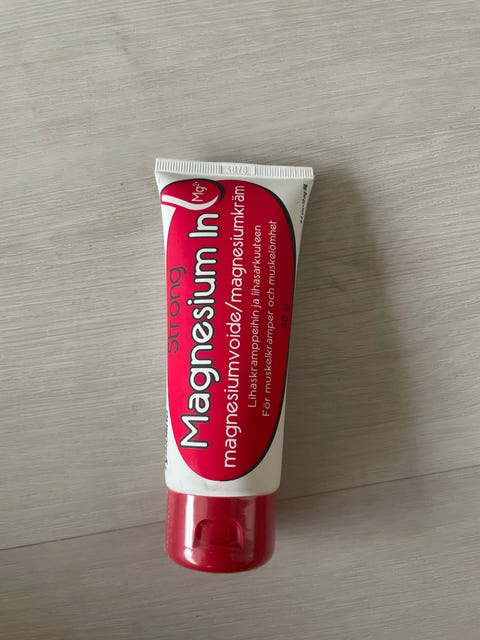 Strong
Magnesium In
Mg²⁺
magnesiumvoide/magnesiumkräm
Lihaskramppeihin ja lihasarkuuteen
För muskelkramper och muskelömhet